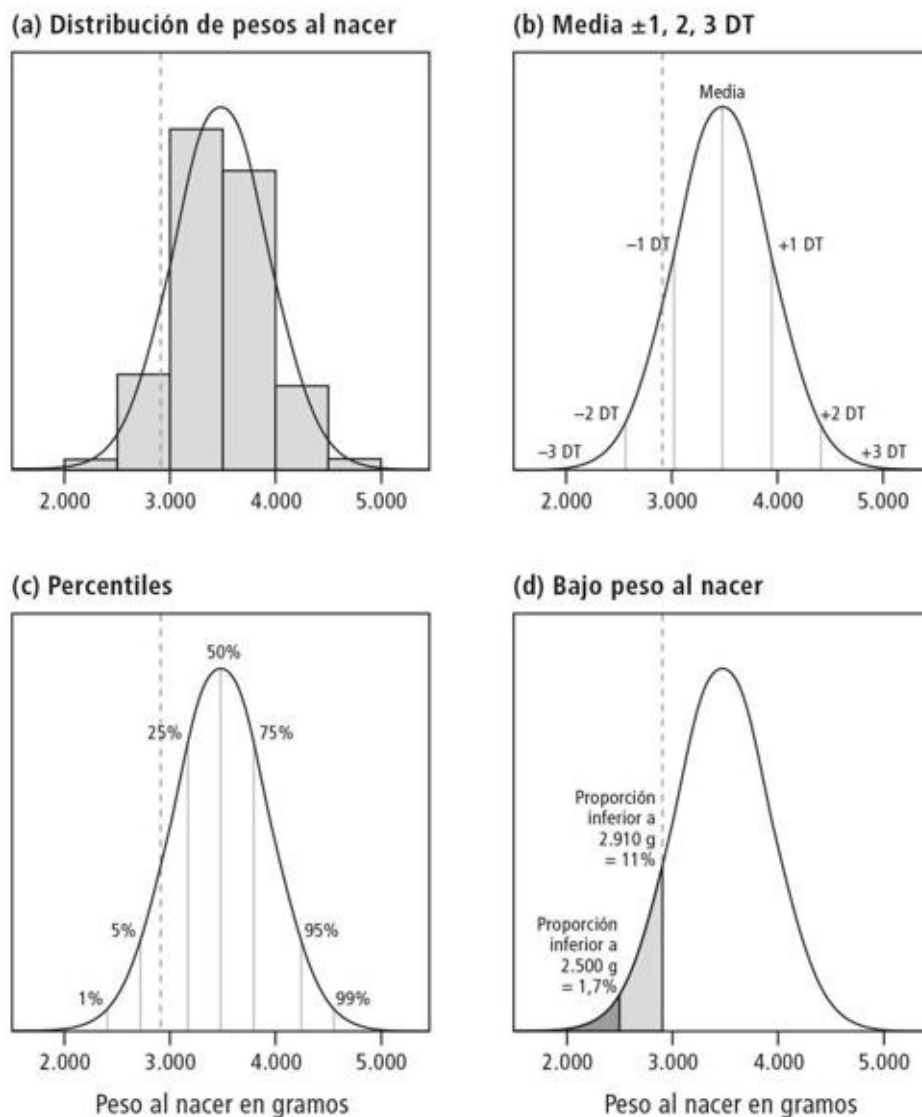 (a) Distribución de pesos al nacer
2.000 3.000 4.000 5.000
(b) Media ±1, 2, 3 DT
Media
–1 DT +1 DT
–2 DT +2 DT
–3 DT +3 DT
2.000 3.000 4.000 5.000
(c) Percentiles
50%
25% 75%
5% 95%
1% 99%
2.000 3.000 4.000 5.000
Peso al nacer en gramos
(d) Bajo peso al nacer
Proporción
inferior a
2.910 g
= 11%
Proporción
inferior a
2.500 g
= 1,7%
2.000 3.000 4.000 5.000
Peso al nacer en gramos